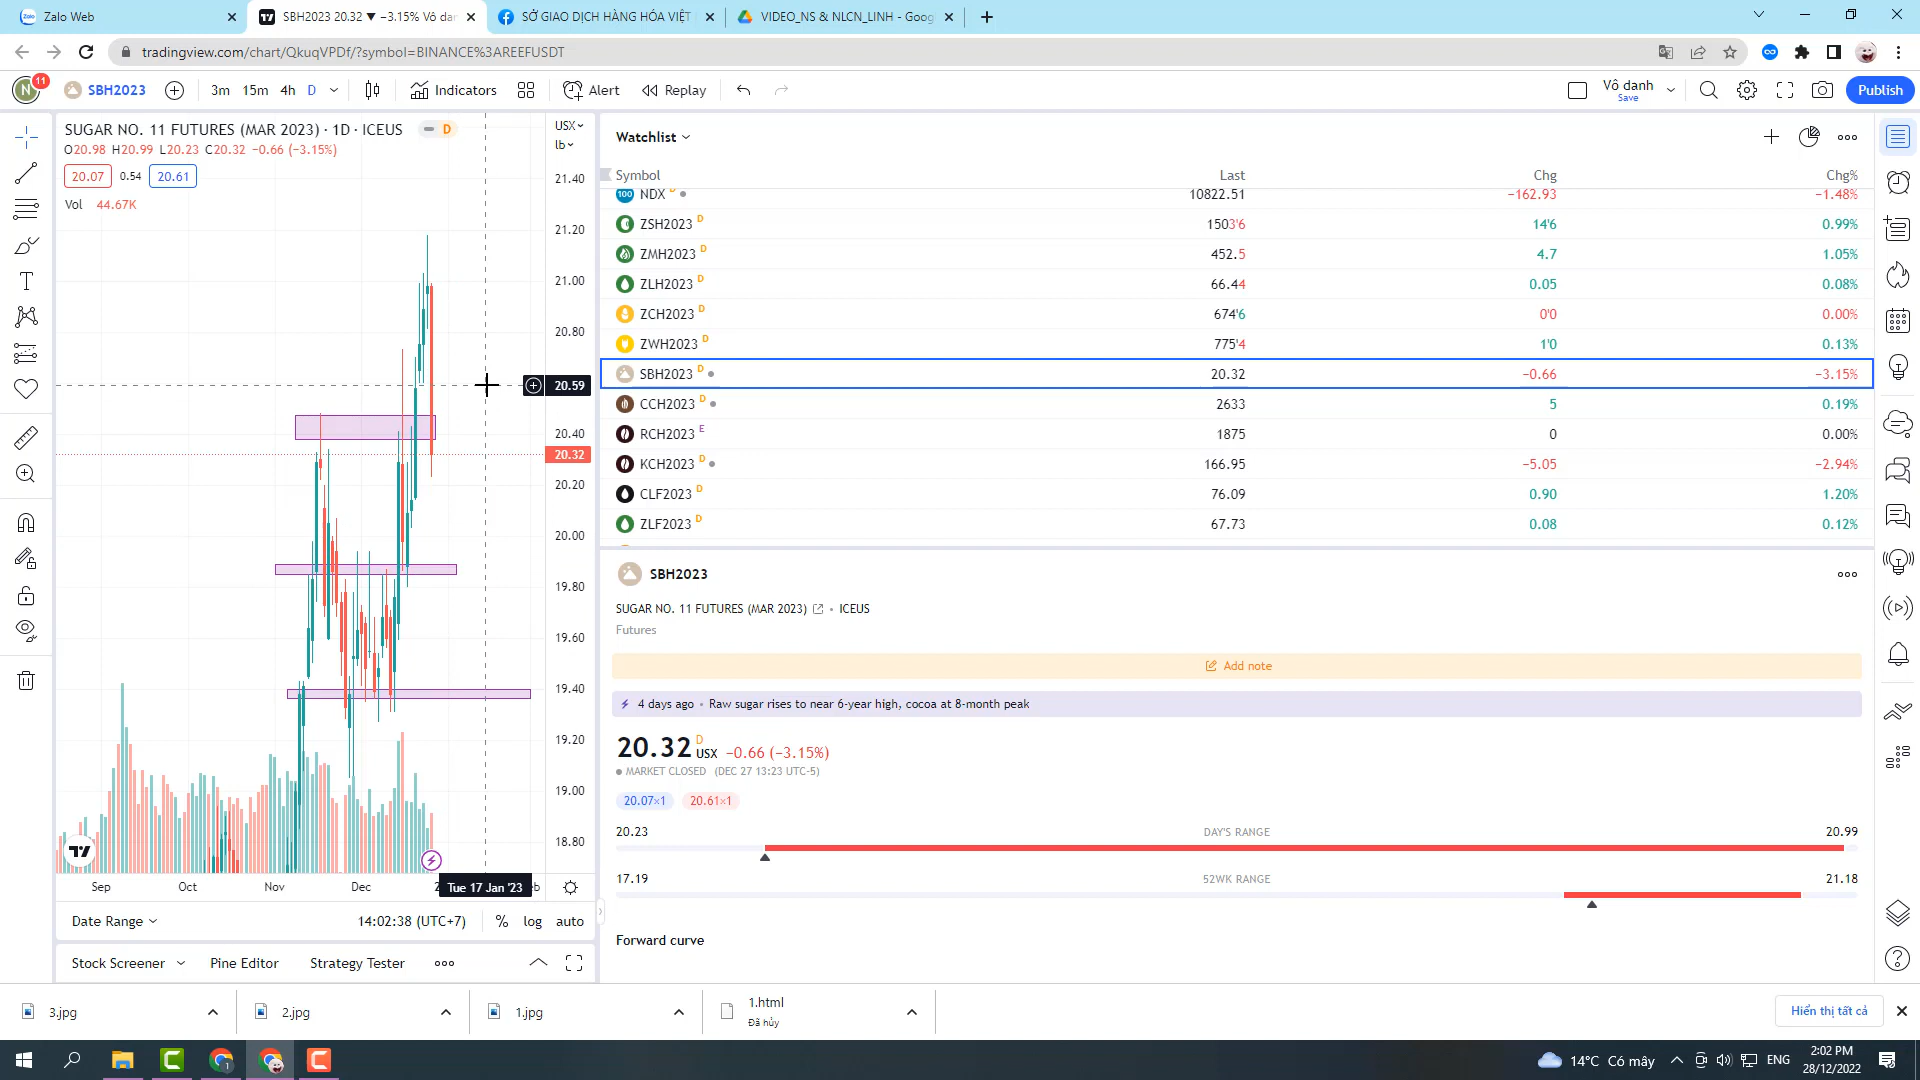 Zalo Web
SBH2023 20.32 ▼ −3.15% Vô dan
SỞ GIAO DỊCH HÀNG HÓA VIỆT
VIDEO_NS & NLCN_LINH - Goog
tradingview.com/chart/QkuqVPDf/?symbol=BINANCE%3AREEFUSDT
N
11
SBH2023
3m
15m
4h
D
Indicators
Alert
Replay
Vô danh
Save
Publish
SUGAR NO. 11 FUTURES (MAR 2023) · 1D · ICEUS
D
O20.98 H20.99 L20.23 C20.32 −0.66 (−3.15%)
20.07
0.54
20.61
Vol 44.67K
USX
lb
21.40
21.20
21.00
20.80
20.59
20.40
20.32
20.20
20.00
19.80
19.60
19.40
19.20
19.00
18.80
Sep
Oct
Nov
Dec
Tue 17 Jan '23
Date Range
14:02:38 (UTC+7)
%
log
auto
Stock Screener
Pine Editor
Strategy Tester
Watchlist
Symbol Last Chg Chg%
NDX D 10822.51 −162.93 −1.48%
ZSH2023 D 1503'6 14'6 0.99%
ZMH2023 D 452.5 4.7 1.05%
ZLH2023 D 66.44 0.05 0.08%
ZCH2023 D 674'6 0'0 0.00%
ZWH2023 D 775'4 1'0 0.13%
SBH2023 D 20.32 −0.66 −3.15%
CCH2023 D 2633 5 0.19%
RCH2023 E 1875 0 0.00%
KCH2023 D 166.95 −5.05 −2.94%
CLF2023 D 76.09 0.90 1.20%
ZLF2023 D 67.73 0.08 0.12%
SBH2023
SUGAR NO. 11 FUTURES (MAR 2023) • ICEUS
Futures
Add note
4 days ago • Raw sugar rises to near 6-year high, cocoa at 8-month peak
20.32 D USX −0.66 (−3.15%)
MARKET CLOSED (DEC 27 13:23 UTC-5)
20.07×1
20.61×1
20.23 DAY'S RANGE 20.99
17.19 52WK RANGE 21.18
Forward curve
3.jpg
2.jpg
1.jpg
1.html
Đã hủy
Hiển thị tất cả
14°C Có mây
ENG
2:02 PM
28/12/2022